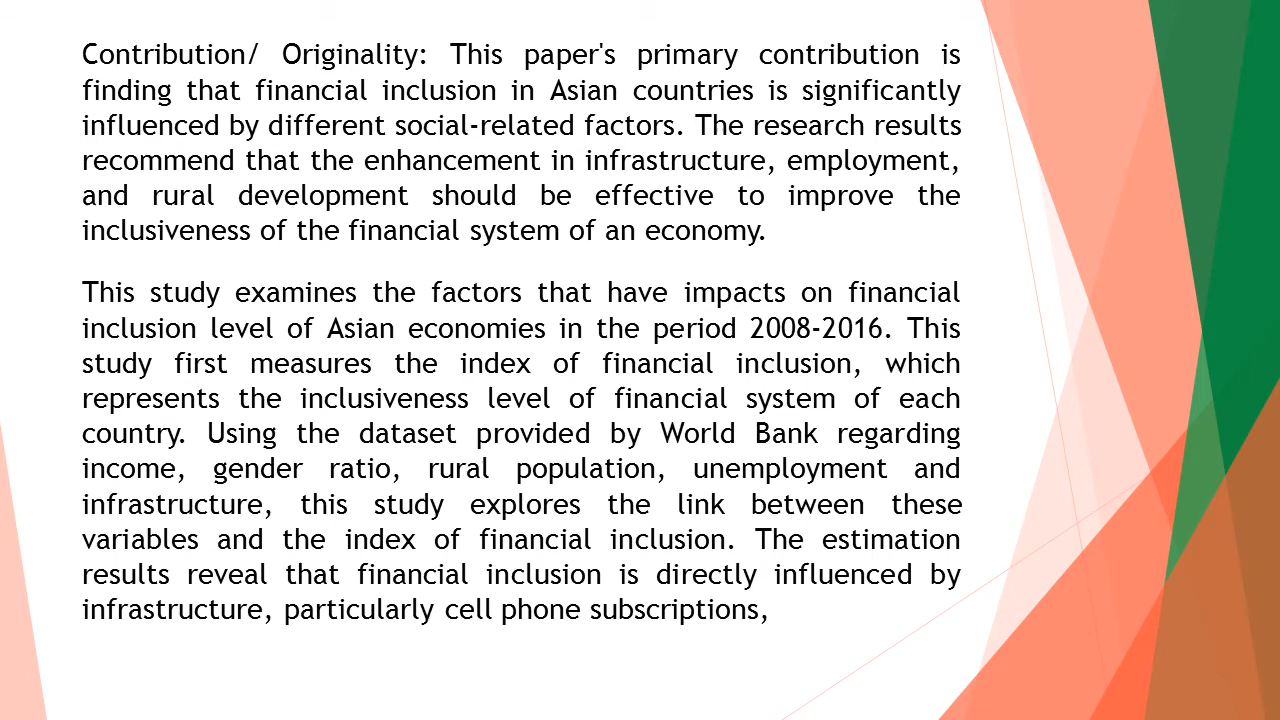 Contribution/ Originality: This paper's primary contribution is
finding that financial inclusion in Asian countries is significantly
influenced by different social-related factors. The research results
recommend that the enhancement in infrastructure, employment,
and rural development should be effective to improve the
inclusiveness of the financial system of an economy.
This study examines the factors that have impacts on financial
inclusion level of Asian economies in the period 2008-2016. This
study first measures the index of financial inclusion, which
represents the inclusiveness level of financial system of each
country. Using the dataset provided by World Bank regarding
income, gender ratio, rural population, unemployment and
infrastructure, this study explores the link between these
variables and the index of financial inclusion. The estimation
results reveal that financial inclusion is directly influenced by
infrastructure, particularly cell phone subscriptions,